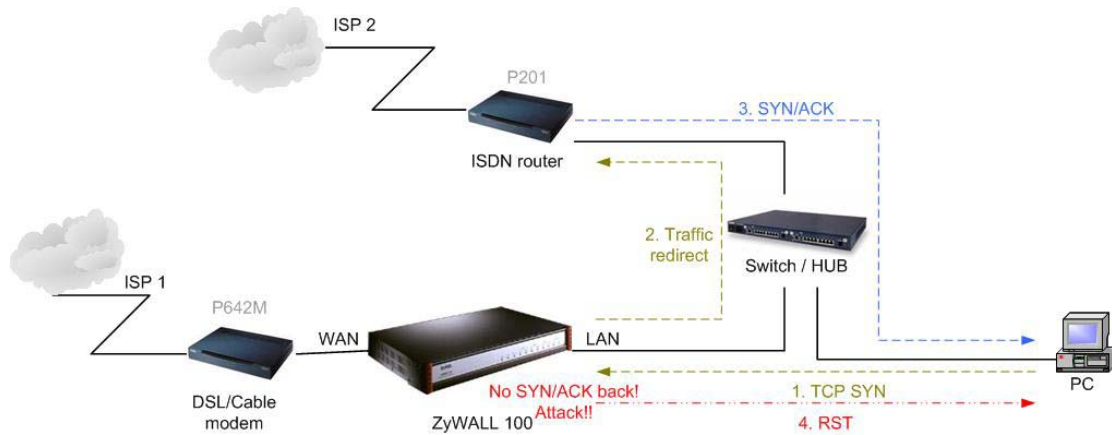 ISP 2
P201
3. SYN/ACK
ISDN router
2. Traffic
redirect
Switch / HUB
ISP 1
P642M
WAN
LAN
DSL/Cable
modem
No SYN/ACK back!
Attack!!
ZyWALL 100
1. TCP SYN
4. RST
PC